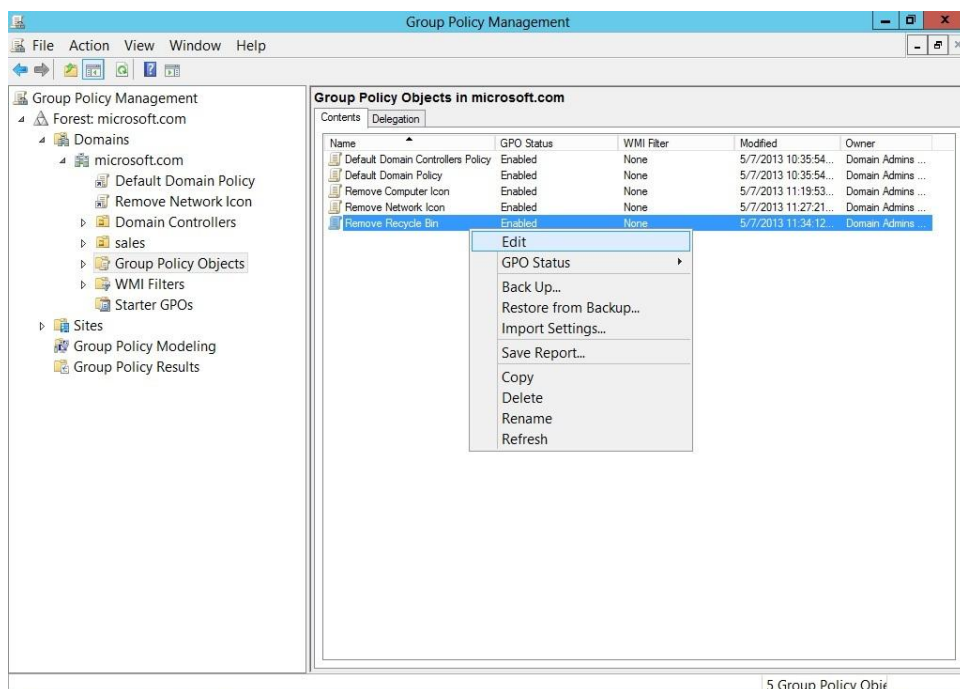 Group Policy Management
File Action View Window Help
Group Policy Management
Forest: microsoft.com
Domains
microsoft.com
Default Domain Policy
Remove Network Icon
Domain Controllers
sales
Group Policy Objects
WMI Filters
Starter GPOs
Sites
Group Policy Modeling
Group Policy Results
Group Policy Objects in microsoft.com
Contents Delegation
Name GPO Status WMI Filter Modified Owner
Default Domain Controllers Policy Enabled None 5/7/2013 10:35:54... Domain Admins ...
Default Domain Policy Enabled None 5/7/2013 10:35:54... Domain Admins ...
Remove Computer Icon Enabled None 5/7/2013 11:19:53... Domain Admins ...
Remove Network Icon Enabled None 5/7/2013 11:27:21... Domain Admins ...
Remove Recycle Bin Enabled None 5/7/2013 11:34:12... Domain Admins ...
Edit
GPO Status
Back Up...
Restore from Backup...
Import Settings...
Save Report...
Copy
Delete
Rename
Refresh
5 Group Policy Obje